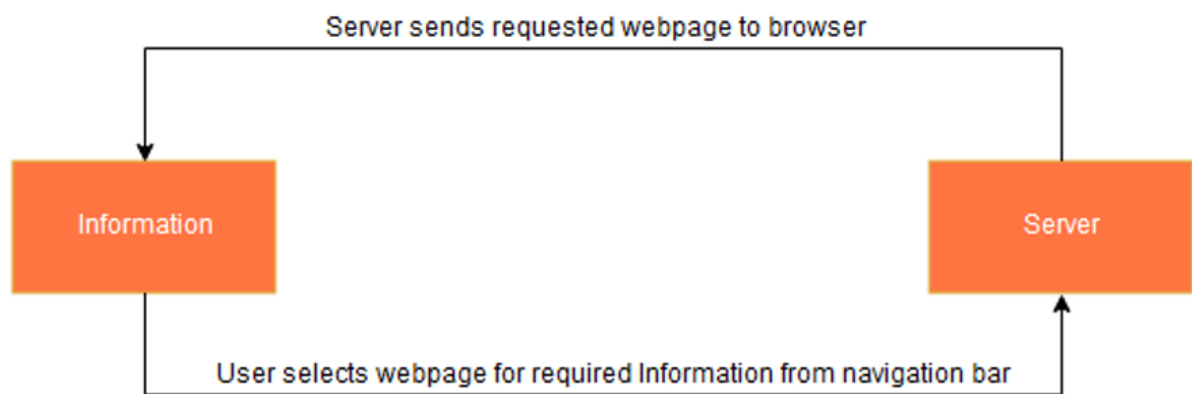 Server sends requested webpage to browser
Information
Server
User selects webpage for required Information from navigation bar